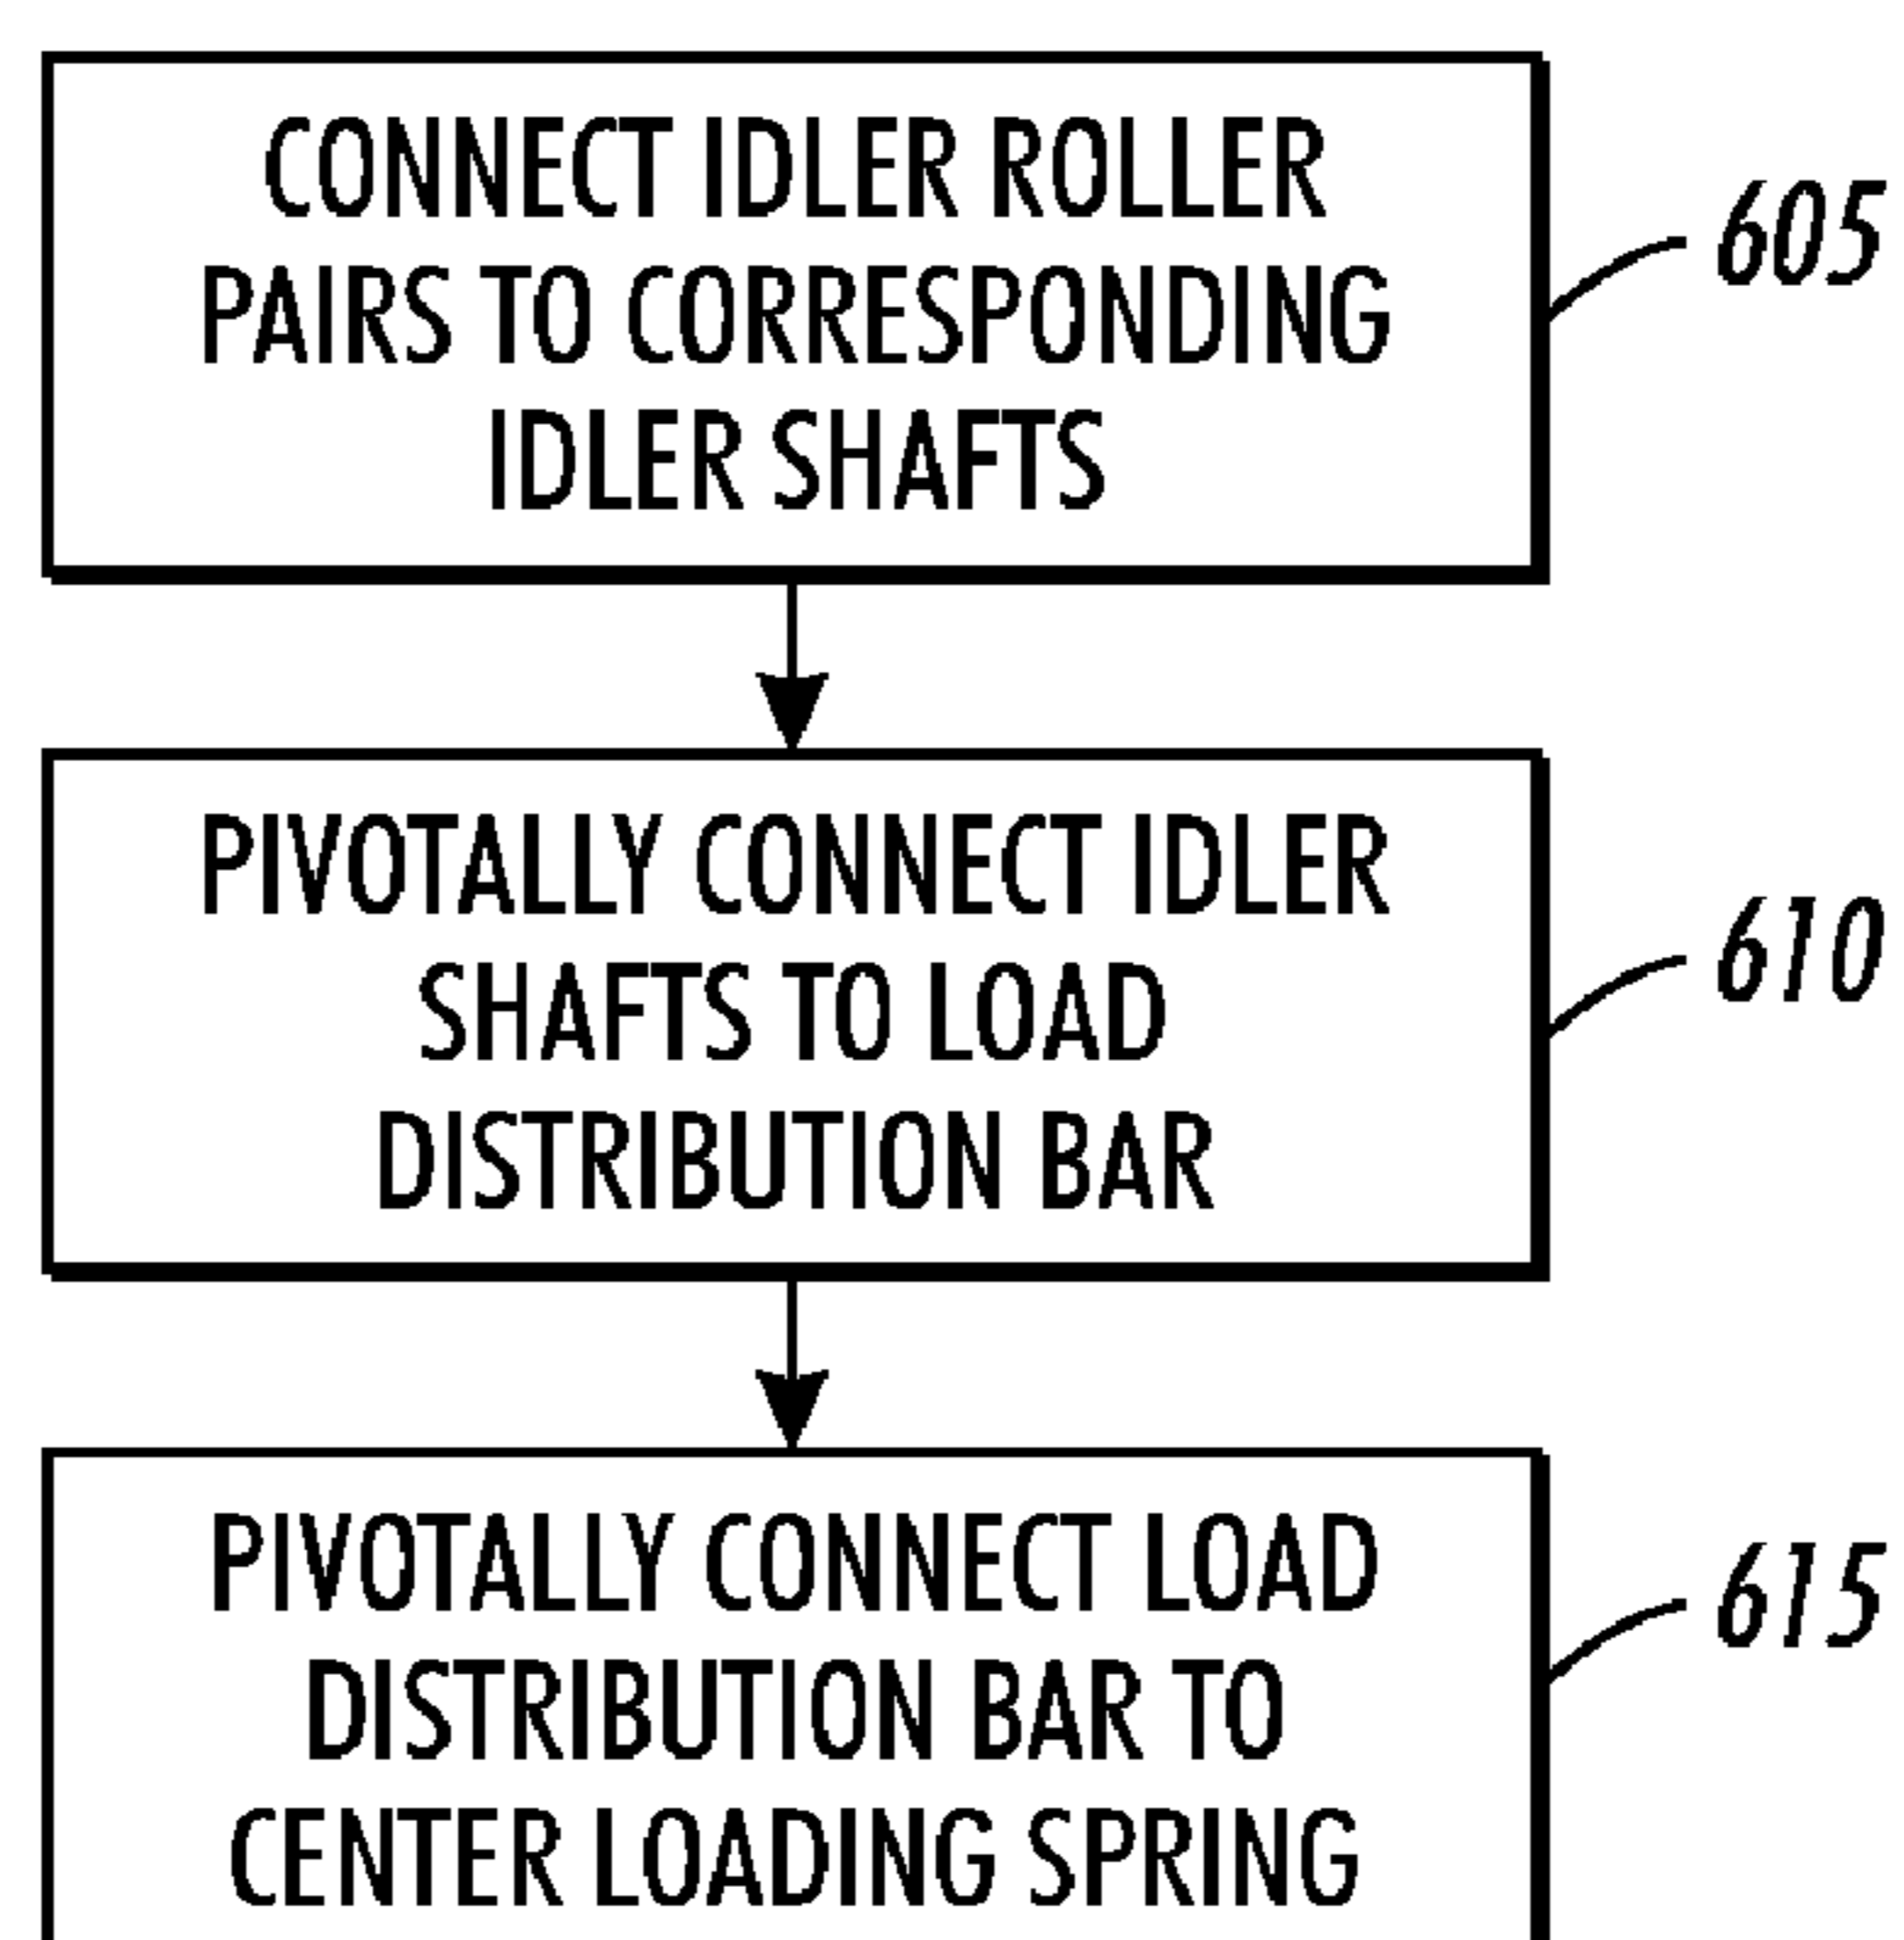 CONNECT IDLER ROLLER
PAIRS TO CORRESPONDING
IDLER SHAFTS
605
PIVOTALLY CONNECT IDLER
SHAFTS TO LOAD
DISTRIBUTION BAR
610
PIVOTALLY CONNECT LOAD
DISTRIBUTION BAR TO
CENTER LOADING SPRING
615